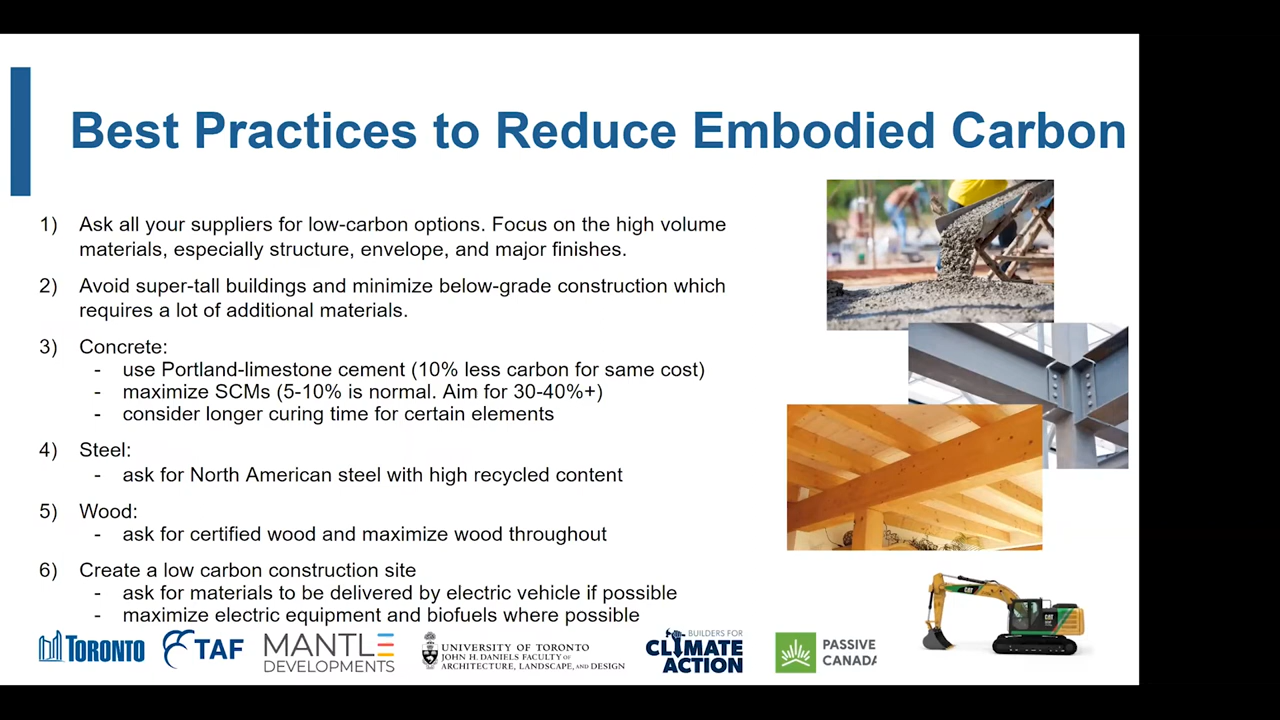 Best Practices to Reduce Embodied Carbon
1) Ask all your suppliers for low-carbon options. Focus on the high volume
materials, especially structure, envelope, and major finishes.
2) Avoid super-tall buildings and minimize below-grade construction which
requires a lot of additional materials.
3) Concrete:
- use Portland-limestone cement (10% less carbon for same cost)
- maximize SCMs (5-10% is normal. Aim for 30-40%+)
- consider longer curing time for certain elements
4) Steel:
- ask for North American steel with high recycled content
5) Wood:
- ask for certified wood and maximize wood throughout
6) Create a low carbon construction site
- ask for materials to be delivered by electric vehicle if possible
- maximize electric equipment and biofuels where possible
TORONTO
TAF
MANTLE
DEVELOPMENTS
UNIVERSITY OF TORONTO
JOHN H. DANIELS FACULTY OF
ARCHITECTURE, LANDSCAPE, AND DESIGN
BUILDERS FOR
CLIMATE
ACTION
PASSIVE
CANADA
CAT